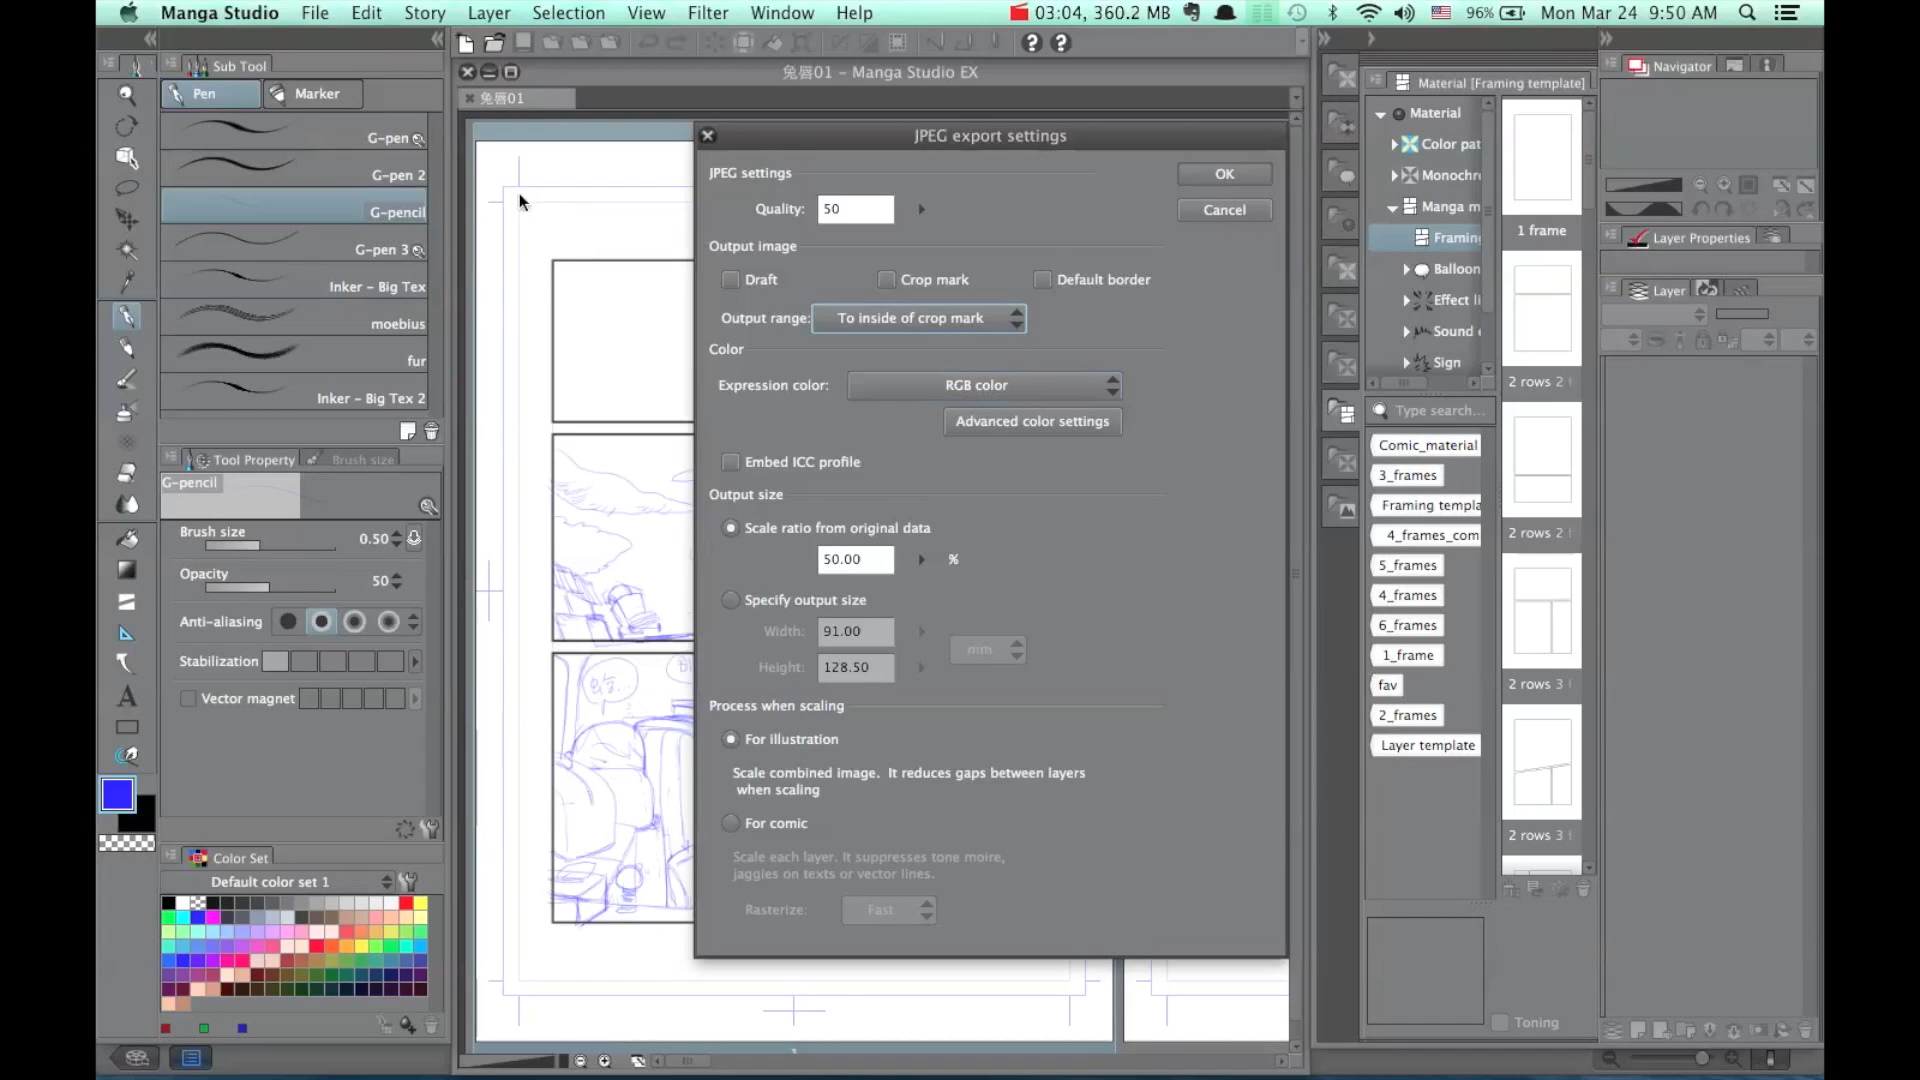 Manga Studio File Edit Story Layer Selection View Filter Window Help
03:04, 360.2 MB 96% Mon Mar 24 9:50 AM
Sub Tool
Pen
Marker
G-pen
G-pen 2
G-pencil
G-pen 3
Inker - Big Tex
moebius
fur
Inker - Big Tex 2
Tool Property
Brush size
G-pencil
Brush size 0.50
Opacity 50
Anti-aliasing
Stabilization
Vector magnet
Color Set
Default color set 1
兔唇01 - Manga Studio EX
兔唇01
JPEG export settings
JPEG settings
OK
Quality: 50
Cancel
Output image
Draft
Crop mark
Default border
Output range: To inside of crop mark
Color
Expression color: RGB color
Advanced color settings
Embed ICC profile
Output size
Scale ratio from original data
50.00 %
Specify output size
Width: 91.00
mm
Height: 128.50
Process when scaling
For illustration
Scale combined image. It reduces gaps between layers
when scaling
For comic
Scale each layer. It suppresses tone moire,
jaggies on texts or vector lines.
Rasterize: Fast
Material [Framing template]
Material
Color pat
Monochr
Manga m
Framing
Balloon
Effect li
Sound e
Sign
Type search...
Comic_material
3_frames
Framing templa
4_frames_com
5_frames
4_frames
6_frames
1_frame
fav
2_frames
Layer template
1 frame
2 rows 2
2 rows 2
2 rows 3
2 rows 3
Toning
Navigator
Layer Properties
Layer